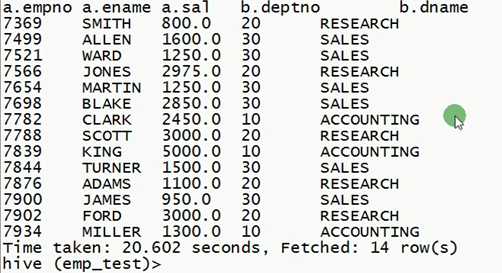 a.empno a.ename a.sal b.deptno b.dname
7369 SMITH 800.0 20 RESEARCH
7499 ALLEN 1600.0 30 SALES
7521 WARD 1250.0 30 SALES
7566 JONES 2975.0 20 RESEARCH
7654 MARTIN 1250.0 30 SALES
7698 BLAKE 2850.0 30 SALES
7782 CLARK 2450.0 10 ACCOUNTING
7788 SCOTT 3000.0 20 RESEARCH
7839 KING 5000.0 10 ACCOUNTING
7844 TURNER 1500.0 30 SALES
7876 ADAMS 1100.0 20 RESEARCH
7900 JAMES 950.0 30 SALES
7902 FORD 3000.0 20 RESEARCH
7934 MILLER 1300.0 10 ACCOUNTING
Time taken: 20.602 seconds, Fetched: 14 row(s)
hive (emp_test)>